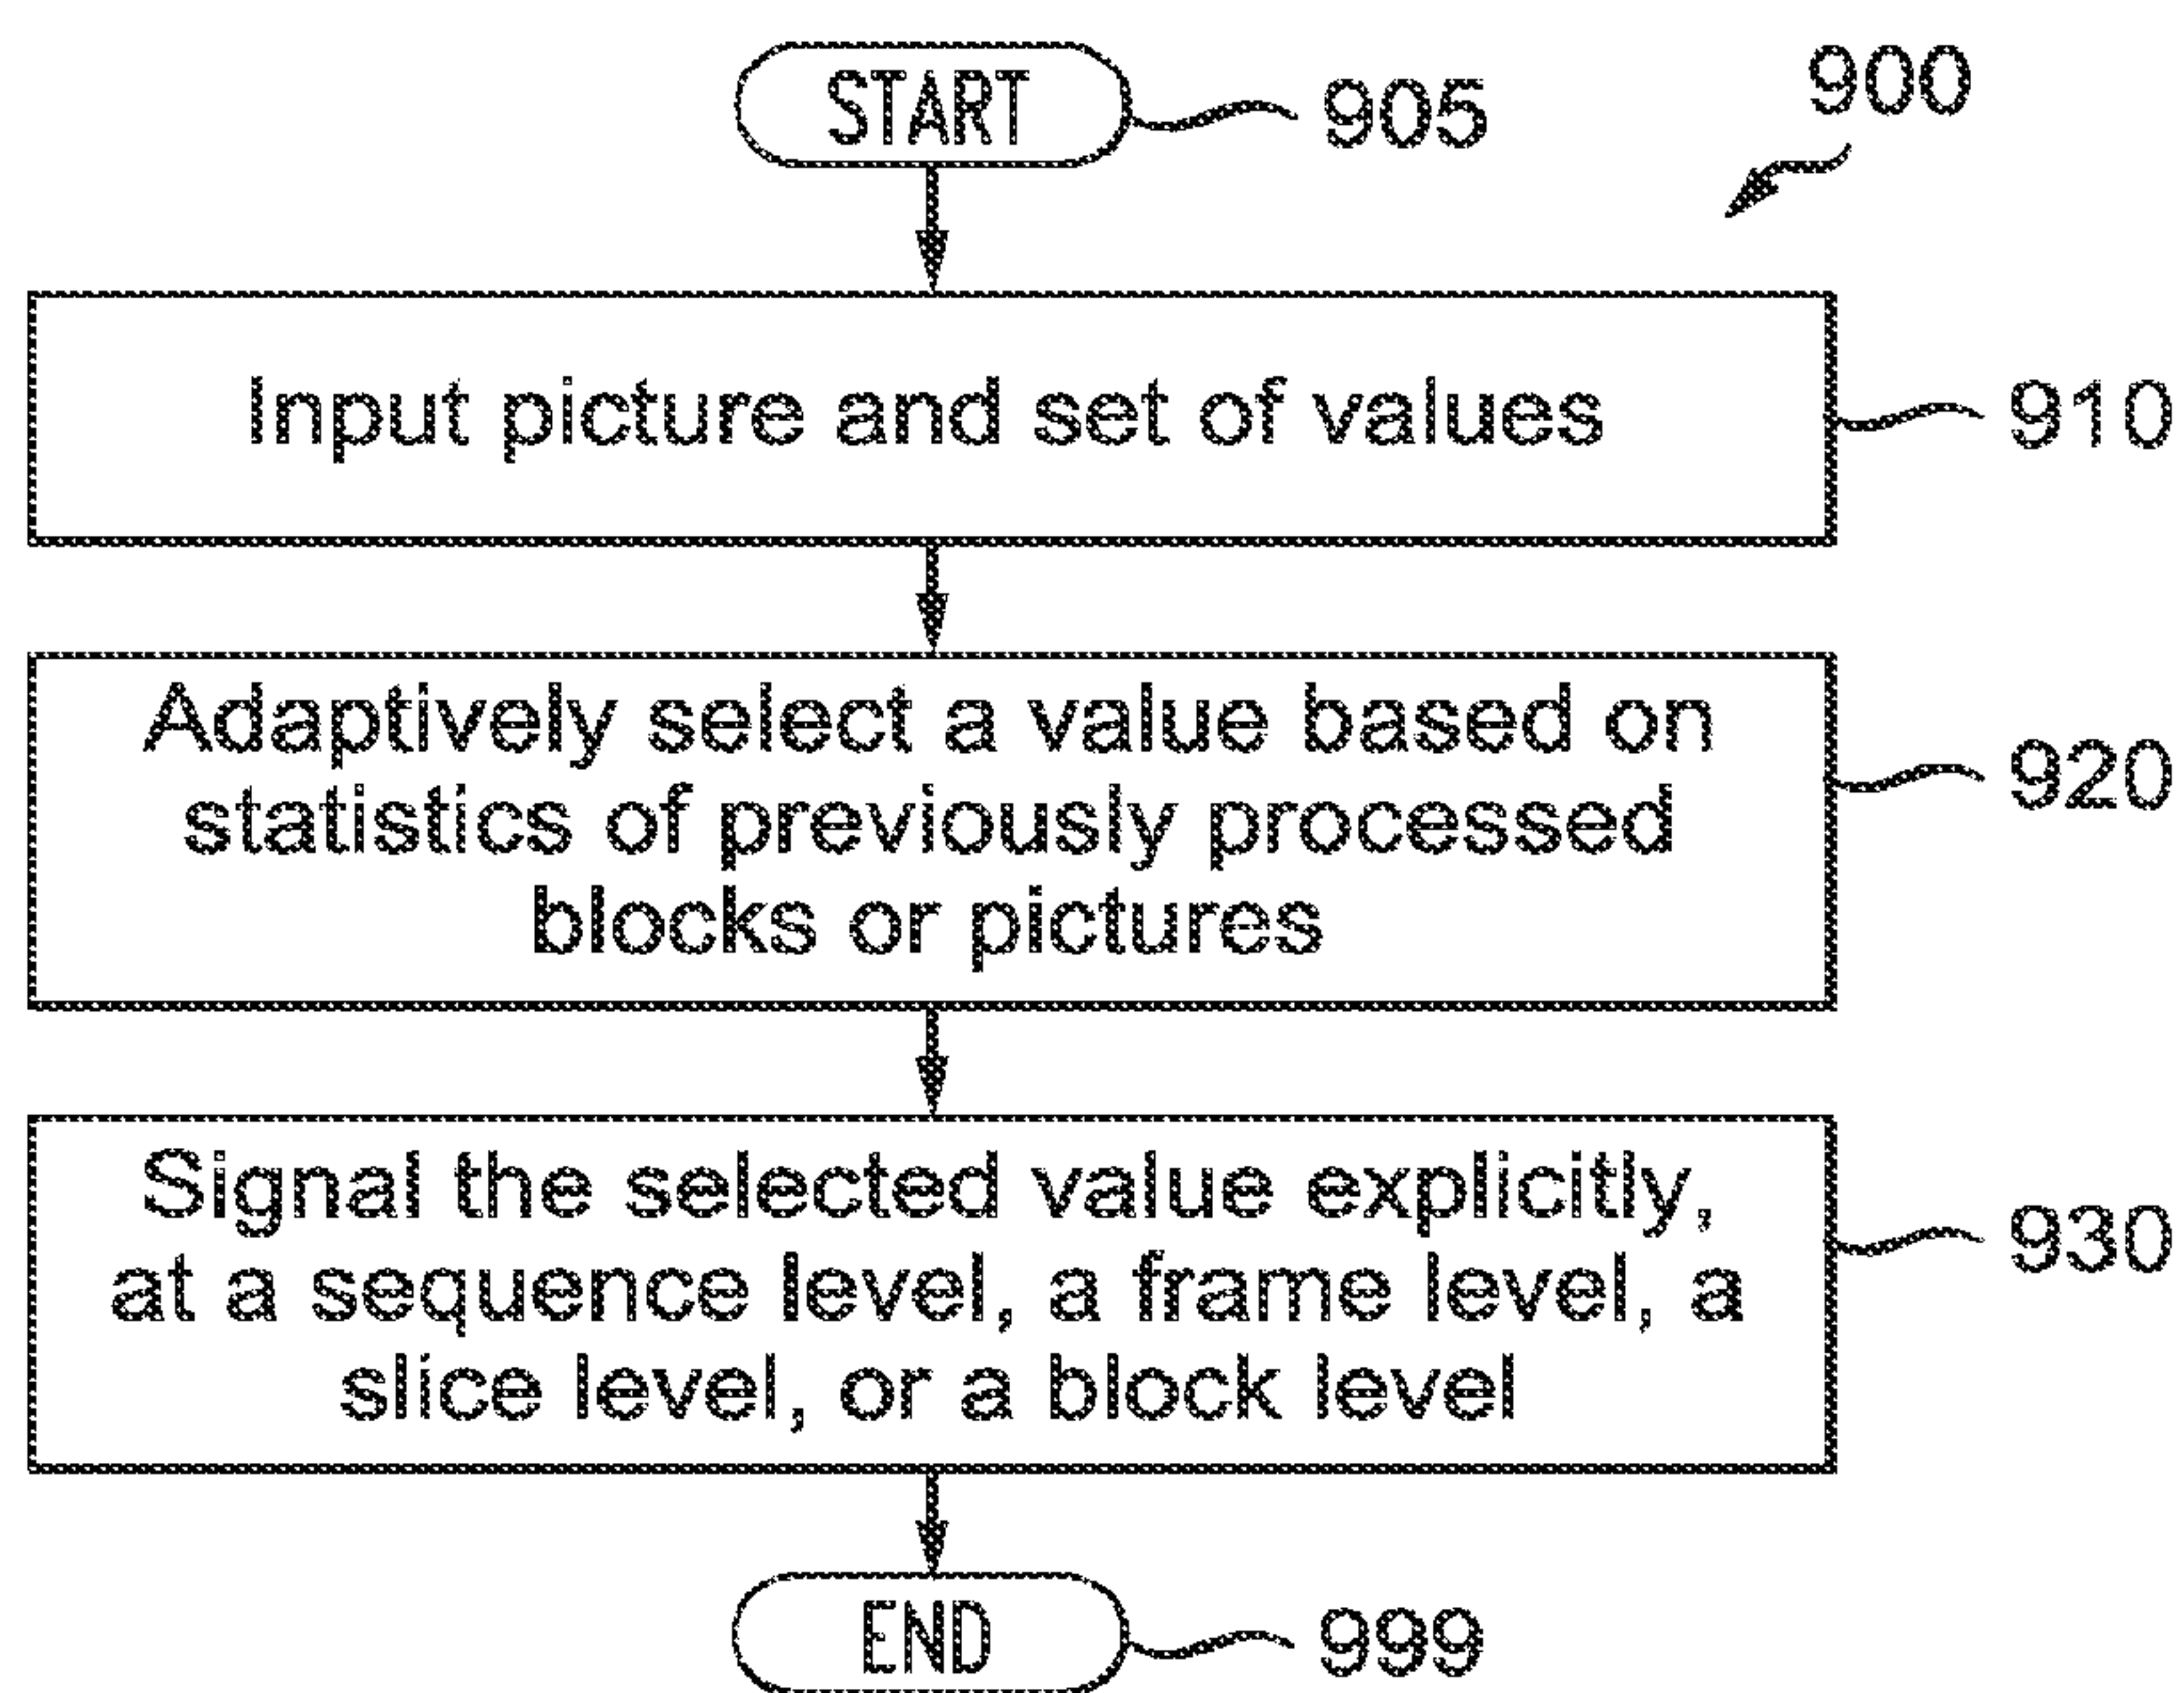 START
905
900
Input picture and set of values
910
Adaptively select a value based on
statistics of previously processed
blocks or pictures
920
Signal the selected value explicitly,
at a sequence level, a frame level, a
slice level, or a block level
930
END
999